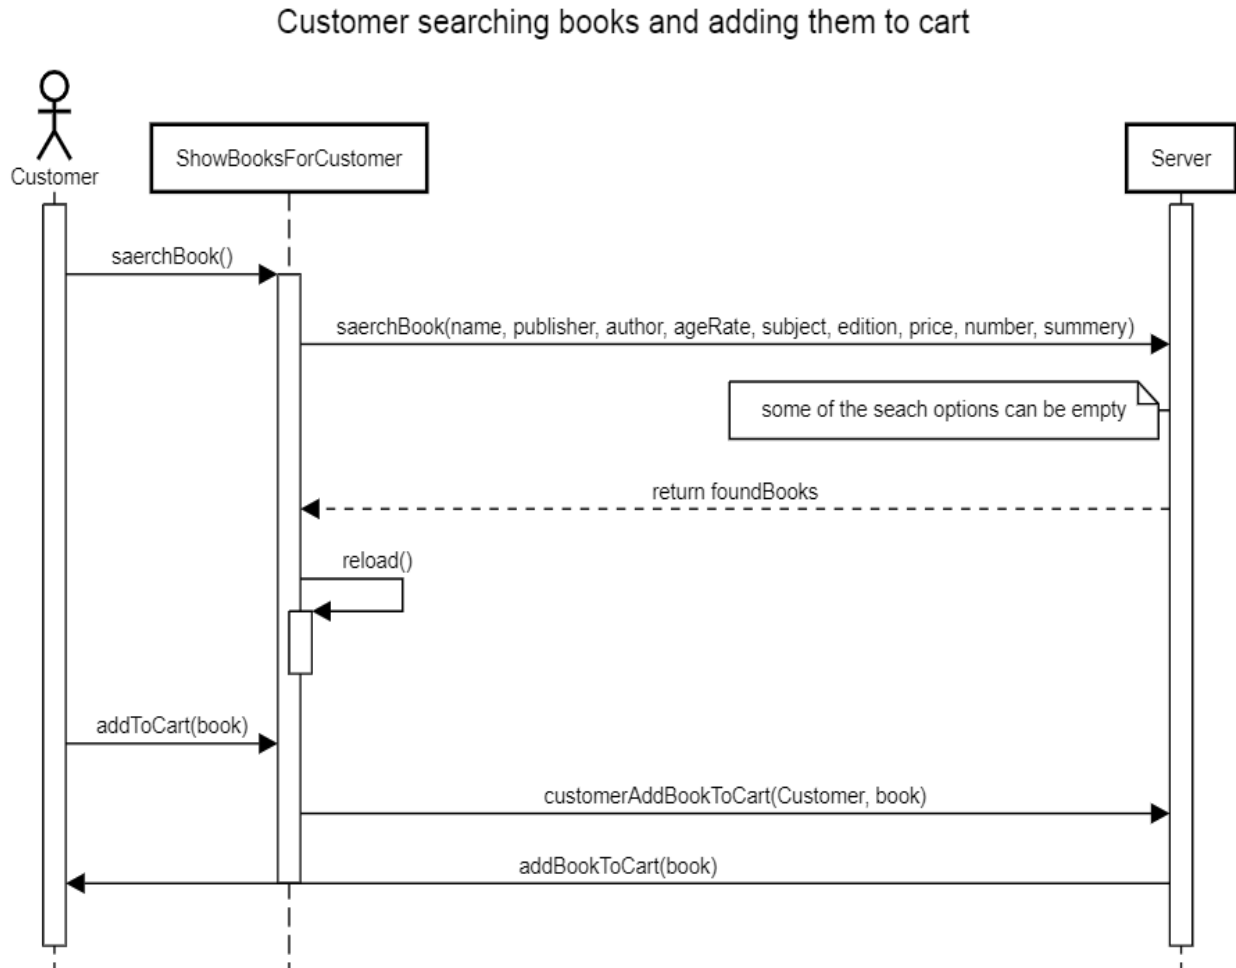 Customer searching books and adding them to cart
Customer
ShowBooksForCustomer
Server
saerchBook()
saerchBook(name, publisher, author, ageRate, subject, edition, price, number, summery)
some of the seach options can be empty
return foundBooks
reload()
addToCart(book)
customerAddBookToCart(Customer, book)
addBookToCart(book)